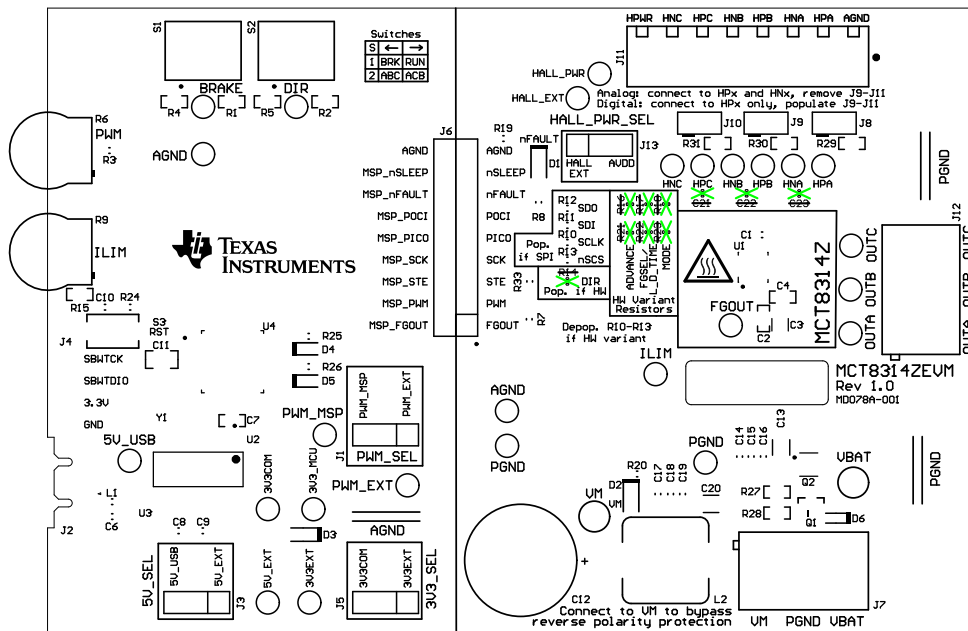 S1
S2
Switches
S ← →
1 BRK RUN
2 ABC ACB
BRAKE
DIR
R4
R1
R5
R2
R6
PWM
R3
AGND
R9
ILIM
TEXAS
INSTRUMENTS
R15
C10
R24
J4
S3
RST
C11
SBWTCK
SBWTDIO
3.3V
GND
Y1
U4
R25
D4
R26
D5
C7
U2
5V_USB
L1
C6
U3
J2
C8
C9
5V_SEL
5V_USB
5V_EXT
J3
3V3COM
3V3_MCU
D3
5V_EXT
3V3EXT
PWM_MSP
PWM_MSP
PWM_EXT
J1
PWM_SEL
PWM_EXT
AGND
3V3COM
3V3EXT
J5
3V3_SEL
J6
AGND
MSP_nSLEEP
MSP_nFAULT
MSP_POCI
MSP_PICO
MSP_SCK
MSP_STE
MSP_PWM
MSP_FGOUT
AGND
nSLEEP
nFAULT
POCI
PICO
SCK
STE
PWM
FGOUT
HPWR
HNC
HPC
HNB
HPB
HNA
HPA
AGND
J11
HALL_PWR
HALL_EXT
Analog: connect to HPx and HNx, remove J9-J11
Digital: connect to HPx only, populate J9-J11
HALL_PWR_SEL
R19
nFAULT
D1
HALL
EXT
AVDD
J13
J10
J9
J8
R31
R30
R29
HNC
HPC
HNB
HPB
HNA
HPA
C21
C22
C23
PGND
R8
R12
SDO
R11
SDI
R10
SCLK
R13
nSCS
Pop.
if SPI
R14
DIR
Pop. if HW
R33
R7
R16
R17
R18
R21
R22
R23
ADVANCE
FGSEL/
L_D_TIME
MODE
HW Variant
Resistors
Depop. R10-R13
if HW variant
C1
U1
C4
FGOUT
C2
C3
MCT8314Z
OUTC
OUTB
OUTA
J12
OUTC
OUTB
OUTA
ILIM
MCT8314ZEVM
Rev 1.0
MD078A-001
AGND
PGND
PGND
C14
C15
C16
C13
Q2
VBAT
PGND
R20
D2
VM
VM
C17
C18
C19
C20
R27
R28
Q1
D6
C12
+
L2
Connect to VM to bypass
reverse polarity protection
J7
VM
PGND
VBAT